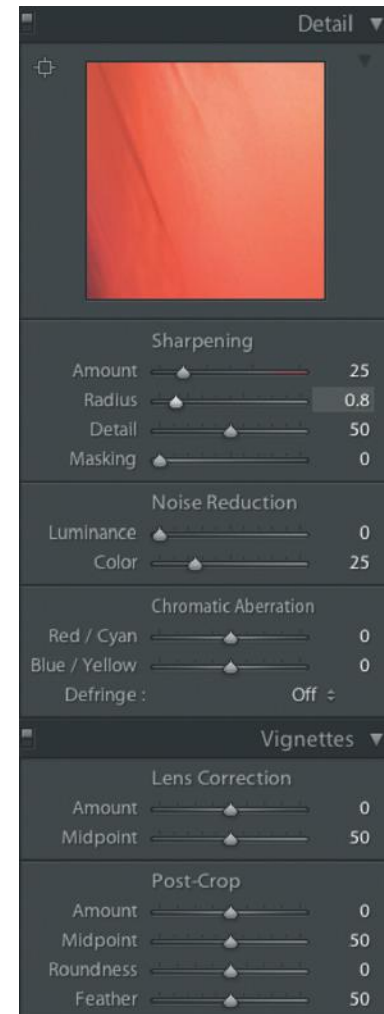 Detail
Sharpening
Amount 25
Radius 0.8
Detail 50
Masking 0
Noise Reduction
Luminance 0
Color 25
Chromatic Aberration
Red / Cyan 0
Blue / Yellow 0
Defringe : Off
Vignettes
Lens Correction
Amount 0
Midpoint 50
Post-Crop
Amount 0
Midpoint 50
Roundness 0
Feather 50